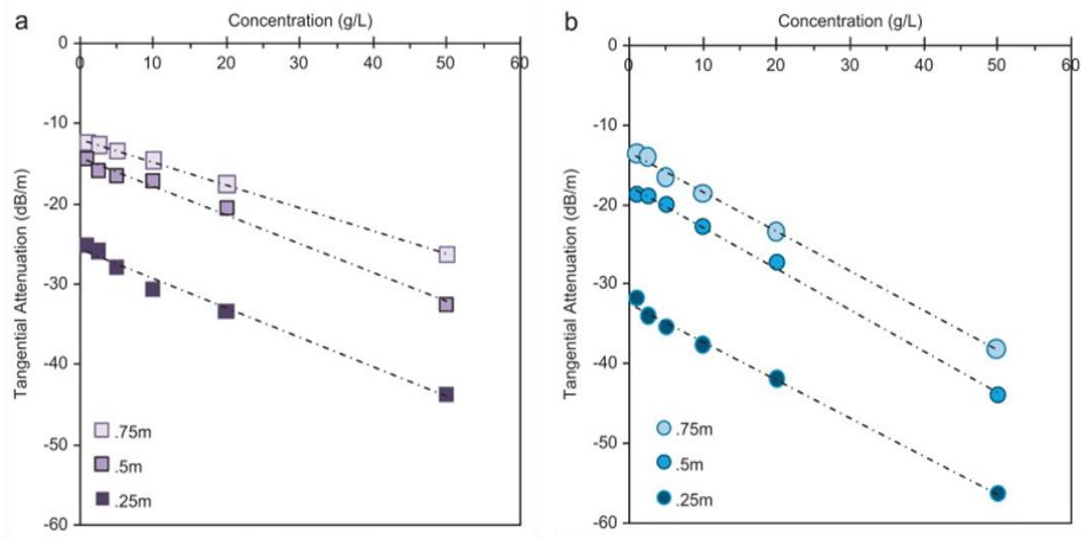 a
Concentration (g/L)
0
0 10 20 30 40 50 60
-10
-20
-30
-40
-50
-60
Tangential Attenuation (dB/m)
.75m
.5m
.25m
b
Concentration (g/L)
0
0 10 20 30 40 50 60
-10
-20
-30
-40
-50
-60
Tangential Attenuation (dB/m)
.75m
.5m
.25m